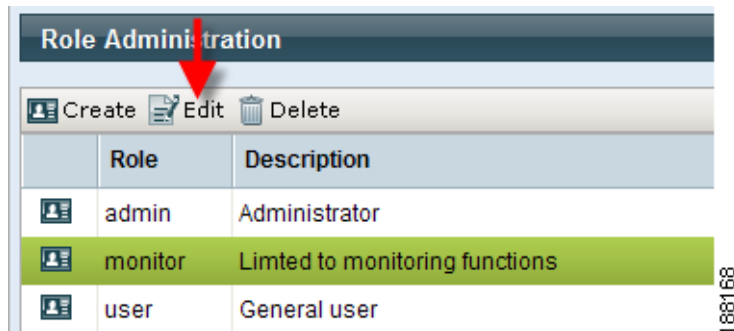 Role Administration
Create Edit Delete
Role Description
admin Administrator
monitor Limted to monitoring functions
user General user
188168